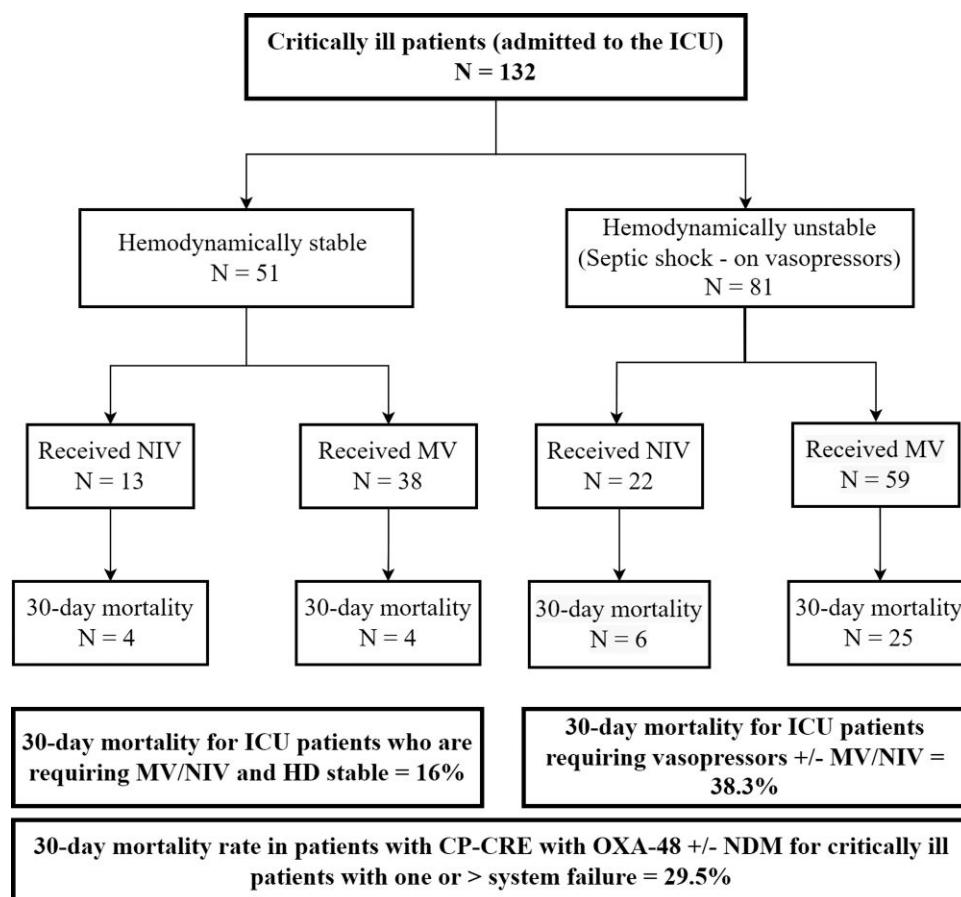 Critically ill patients (admitted to the ICU)
N = 132
Hemodynamically stable
N = 51
Hemodynamically unstable
(Septic shock - on vasopressors)
N = 81
Received NIV
N = 13
Received MV
N = 38
Received NIV
N = 22
Received MV
N = 59
30-day mortality
N = 4
30-day mortality
N = 4
30-day mortality
N = 6
30-day mortality
N = 25
30-day mortality for ICU patients who are
requiring MV/NIV and HD stable = 16%
30-day mortality for ICU patients
requiring vasopressors +/- MV/NIV =
38.3%
30-day mortality rate in patients with CP-CRE with OXA-48 +/- NDM for critically ill
patients with one or > system failure = 29.5%